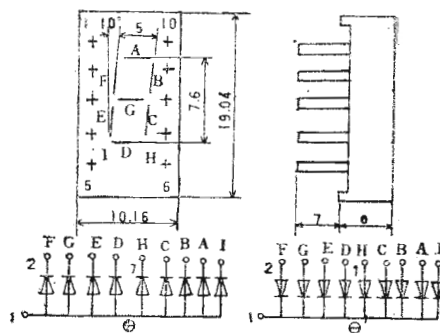 1 10 10
5
A
F B
G
E C
1 D H
5 6
7.6
19.04
10.16
7 8
F G E D H C B A I
2 7
1
⊕
F G E D H C B A I
2 1
1
⊖